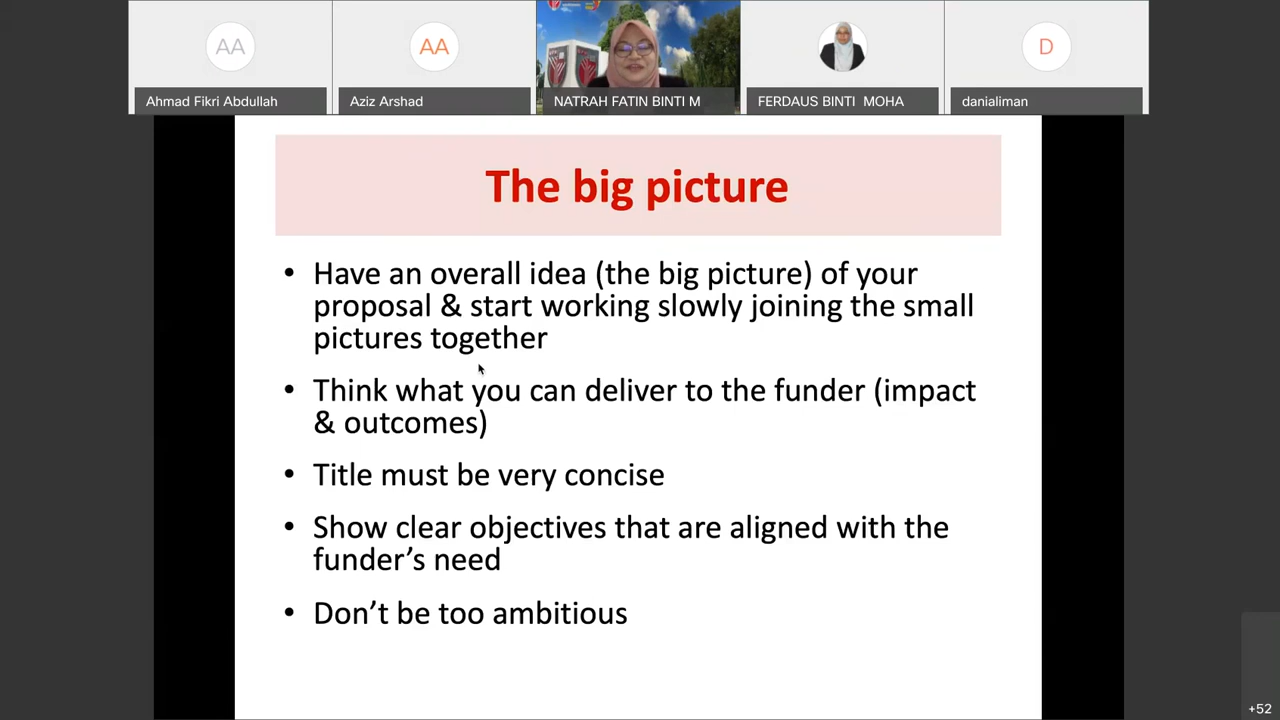 AA
AA
D
Ahmad Fikri Abdullah
Aziz Arshad
NATRAH FATIN BINTI M
FERDAUS BINTI MOHA
danialiman
The big picture
• Have an overall idea (the big picture) of your
proposal & start working slowly joining the small
pictures together
• Think what you can deliver to the funder (impact
& outcomes)
• Title must be very concise
• Show clear objectives that are aligned with the
funder’s need
• Don’t be too ambitious
+52